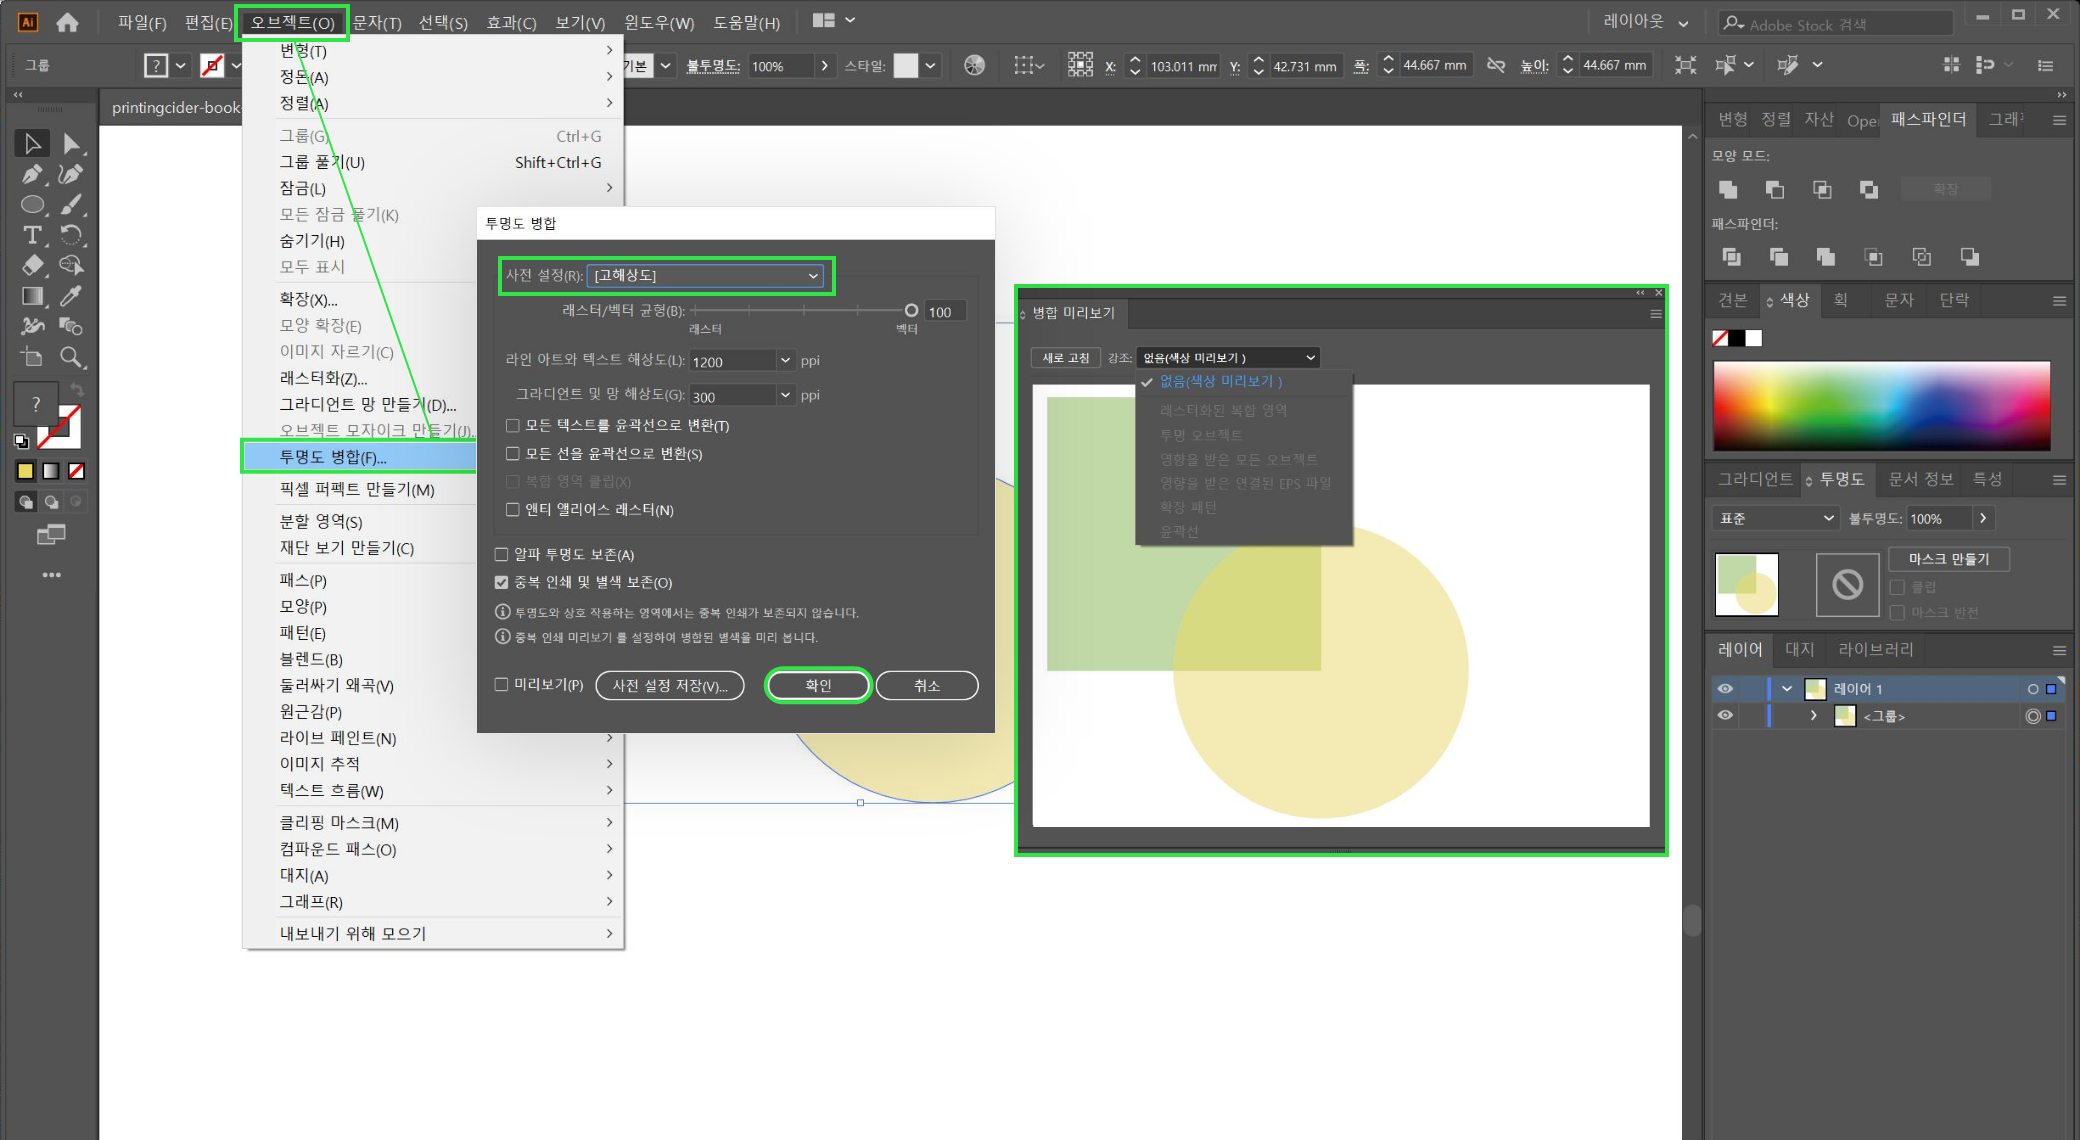 Ai 파일(F) 편집(E) 오브젝트(O) 문자(T) 선택(S) 효과(C) 보기(V) 윈도우(W) 도움말(H) 레이아웃 Adobe Stock 검색
그룹 ? 기본 불투명도: 100% 스타일: X: 103.011 mm Y: 42.731 mm 폭: 44.667 mm 높이: 44.667 mm
printingcider-book
변형(T)
정돈(A)
정렬(A)
그룹(G) Ctrl+G
그룹 풀기(U) Shift+Ctrl+G
잠금(L)
모든 잠금 풀기(K)
숨기기(H)
모두 표시
확장(X)...
모양 확장(E)
이미지 자르기(C)
래스터화(Z)...
그라디언트 망 만들기(D)...
오브젝트 모자이크 만들기(J)...
투명도 병합(F)...
픽셀 퍼펙트 만들기(M)
분할 영역(S)
재단 보기 만들기(C)
패스(P)
모양(P)
패턴(E)
블렌드(B)
둘러싸기 왜곡(V)
원근감(P)
라이브 페인트(N)
이미지 추적
텍스트 흐름(W)
클리핑 마스크(M)
컴파운드 패스(O)
대지(A)
그래프(R)
내보내기 위해 모으기
?
투명도 병합
사전 설정(R): [고해상도]
래스터/벡터 균형(B): 100
래스터 벡터
라인 아트와 텍스트 해상도(L): 1200 ppi
그라디언트 및 망 해상도(G): 300 ppi
모든 텍스트를 윤곽선으로 변환(T)
모든 선을 윤곽선으로 변환(S)
복합 영역 클립(X)
앤티 앨리어스 래스터(N)
알파 투명도 보존(A)
중복 인쇄 및 별색 보존(O)
투명도와 상호 작용하는 영역에서는 중복 인쇄가 보존되지 않습니다.
중복 인쇄 미리보기 를 설정하여 병합된 별색을 미리 봅니다.
미리보기(P) 사전 설정 저장(V)... 확인 취소
병합 미리보기
새로 고침 강조: 없음(색상 미리보기 )
없음(색상 미리보기 )
래스터화된 복합 영역
투명 오브젝트
영향을 받은 모든 오브젝트
영향을 받은 연결된 EPS 파일
확장 패턴
윤곽선
변형 정렬 자산 Ope 패스파인더 그래
모양 모드:
확장
패스파인더:
견본 색상 획 문자 단락
그라디언트 투명도 문서 정보 특성
표준 불투명도: 100%
마스크 만들기
클립
마스크 반전
레이어 대지 라이브러리
레이어 1
<그룹>